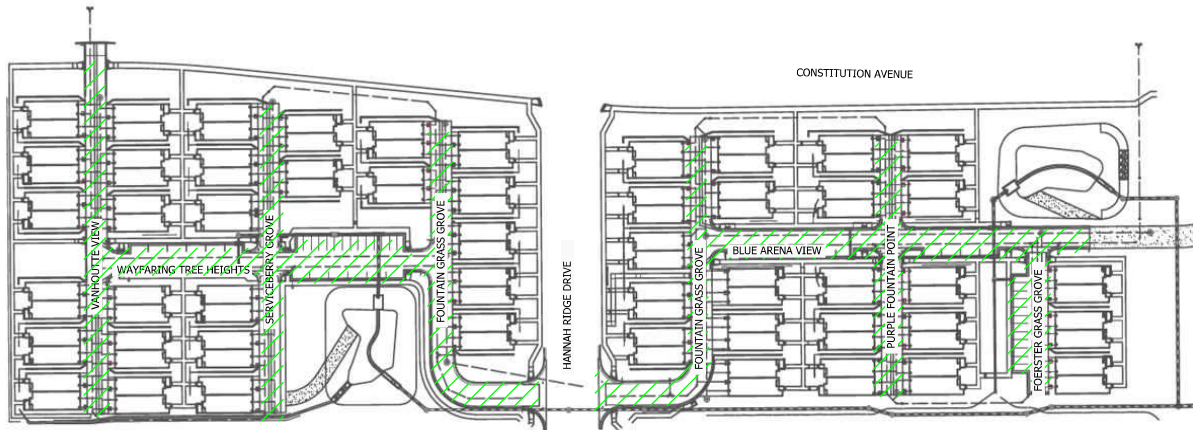 CONSTITUTION AVENUE
VANHOUTTE VIEW
SERVICEBERRY GROVE
FOUNTAIN GRASS GROVE
WAYFARING TREE HEIGHTS
HANNAH RIDGE DRIVE
FOUNTAIN GRASS GROVE
BLUE ARENA VIEW
PURPLE FOUNTAIN POINT
FOERSTER GRASS GROVE